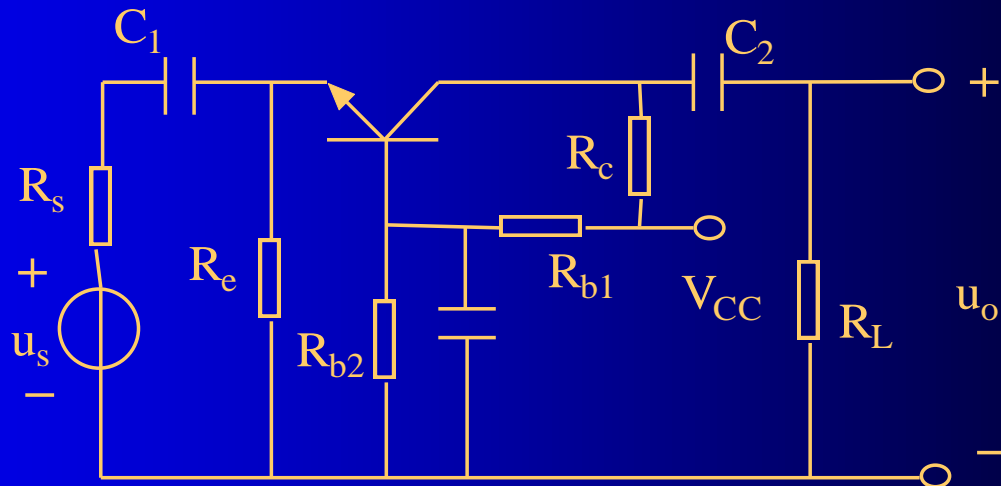 C1
C2
+
Rs
Rc
+
Re
Rb1
VCC
uo
us
Rb2
RL
−
−